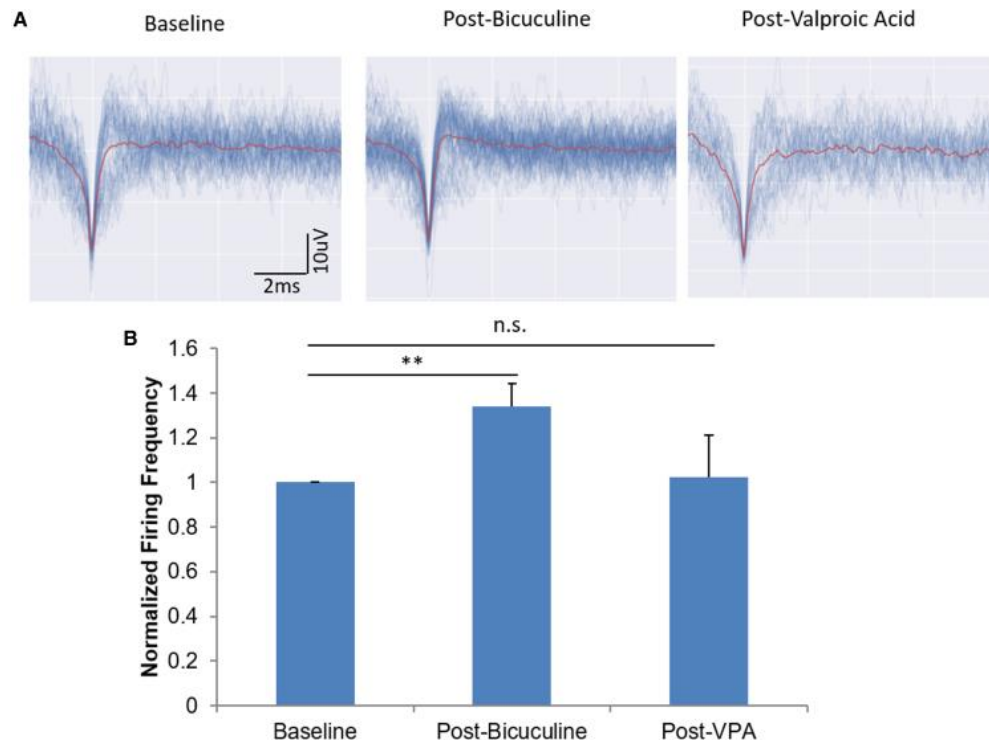 A
Baseline
Post-Bicuculine
Post-Valproic Acid
10uV
2ms
B
n.s.
**
Normalized Firing Frequency
1.6
1.4
1.2
1
0.8
0.6
0.4
0.2
0
Baseline
Post-Bicuculine
Post-VPA